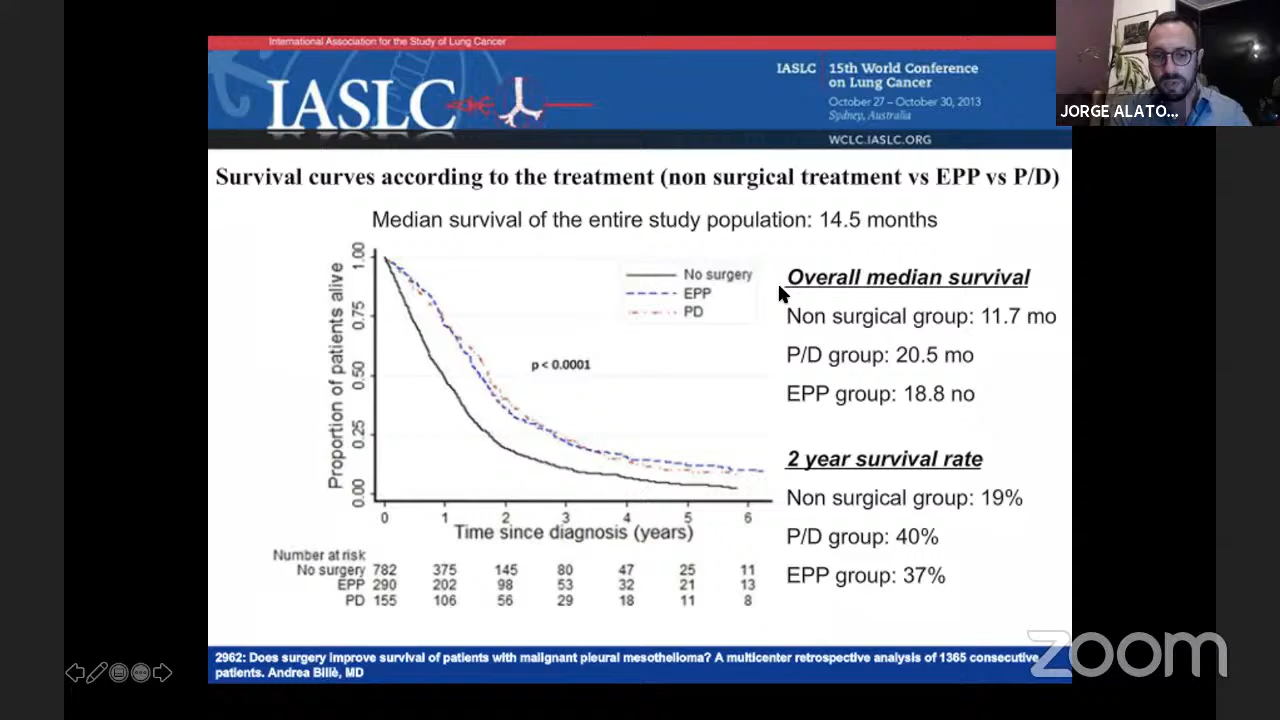 International Association for the Study of Lung Cancer
IASLC
IASLC 15th World Conference
on Lung Cancer
October 27 – October 30, 2013
Sydney, Australia
WCLC.IASLC.ORG
JORGE ALATO...
Survival curves according to the treatment (non surgical treatment vs EPP vs P/D)
Median survival of the entire study population: 14.5 months
Proportion of patients alive
1.00
0.75
0.50
0.25
0.00
No surgery
EPP
PD
p < 0.0001
0 1 2 3 4 5 6
Time since diagnosis (years)
Number at risk
No surgery 782 375 145 80 47 25 11
EPP 290 202 98 53 32 21 13
PD 155 106 56 29 18 11 8
Overall median survival
Non surgical group: 11.7 mo
P/D group: 20.5 mo
EPP group: 18.8 no
2 year survival rate
Non surgical group: 19%
P/D group: 40%
EPP group: 37%
2962: Does surgery improve survival of patients with malignant pleural mesothelioma? A multicenter retrospective analysis of 1365 consecutive
patients. Andrea Billè, MD
zoom